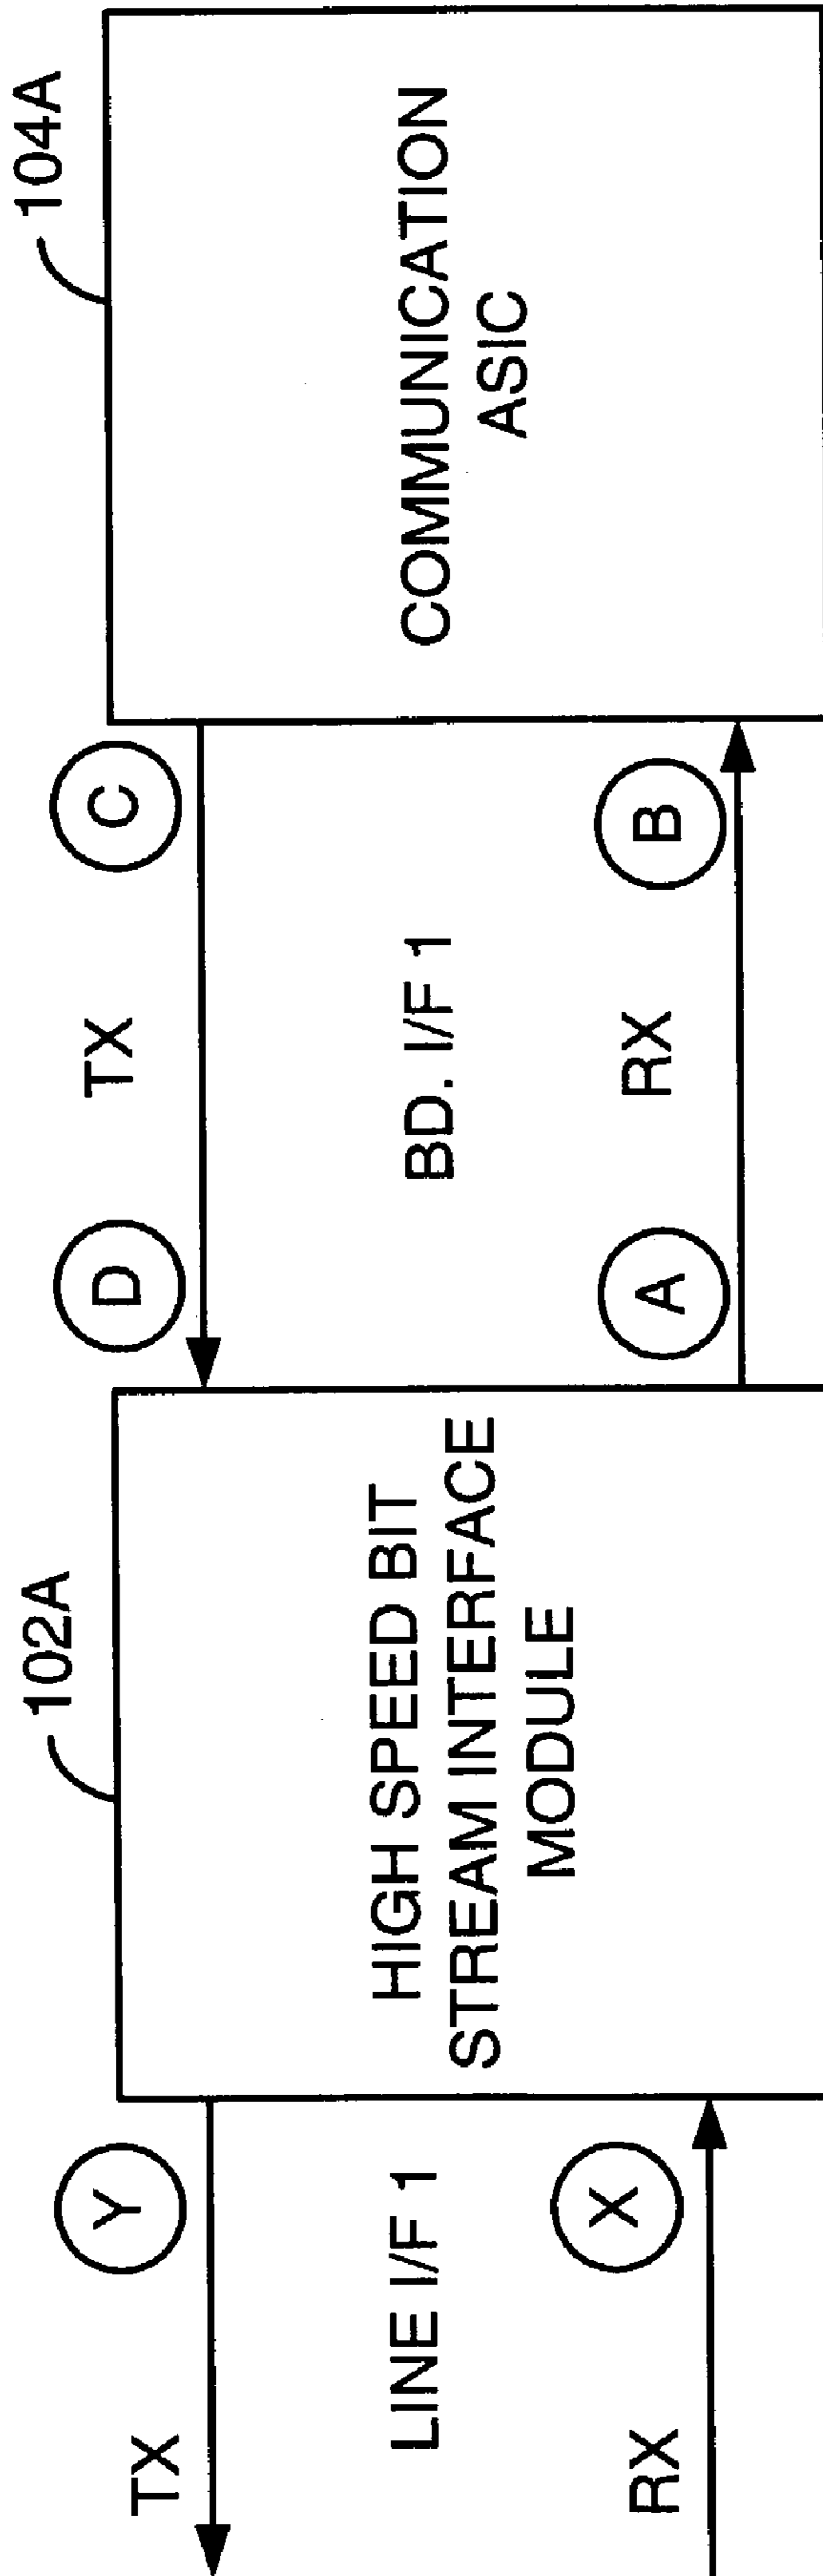 102A
104A
TX
Y
D
TX
C
LINE I/F 1
HIGH SPEED BIT
STREAM INTERFACE
MODULE
BD. I/F 1
COMMUNICATION
ASIC
RX
X
A
RX
B